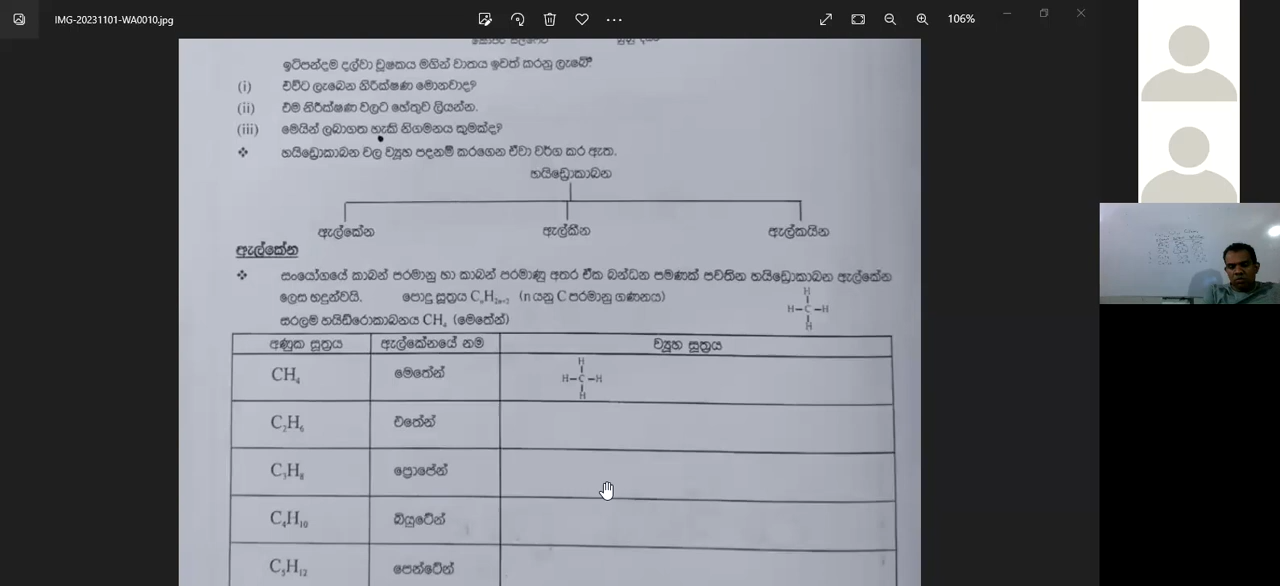 IMG-20231101-WA0010.jpg
106%
ඉටිපන්දම දල්වා චූෂකය මගින් වාතය ඉවත් කරනු ලැබේ?
(i) එවිට ලැබෙන නිරීක්ෂණ මොනවාද?
(ii) එම නිරීක්ෂණ වලට හේතුව ලියන්න.
(iii) මෙයින් ලබාගත හැකි නිගමනය කුමක්ද?
❖ හයිඩ්‍රොකාබන වල ව්‍යුහ පදනම් කරගෙන ඒවා වර්ග කර ඇත.
හයිඩ්‍රොකාබන
ඇල්කේන ඇල්කීන ඇල්කයින
ඇල්කේන
❖ සංයෝගයේ කාබන් පරමානු හා කාබන් පරමාණු අතර ඒක බන්ධන පමණක් පවතින හයිඩ්‍රොකාබන ඇල්කේන
ලෙස හඳුන්වයි. පොදු සූත්‍රය CₙH₂ₙ₊₂ (n යනු C පරමානු ගණනය)
සරලම හයිඩ්රොකාබනය CH₄ (මෙතේන්)
H
H–C–H
H
අණුක සූත්‍රය ඇල්කේනයේ නම ව්‍යුහ සූත්‍රය
CH₄ මෙතේන්
H
H–C–H
H
C₂H₆ එතේන්
C₃H₈ ප්‍රොපේන්
C₄H₁₀ බියුටේන්
C₅H₁₂ පෙන්ටේන්